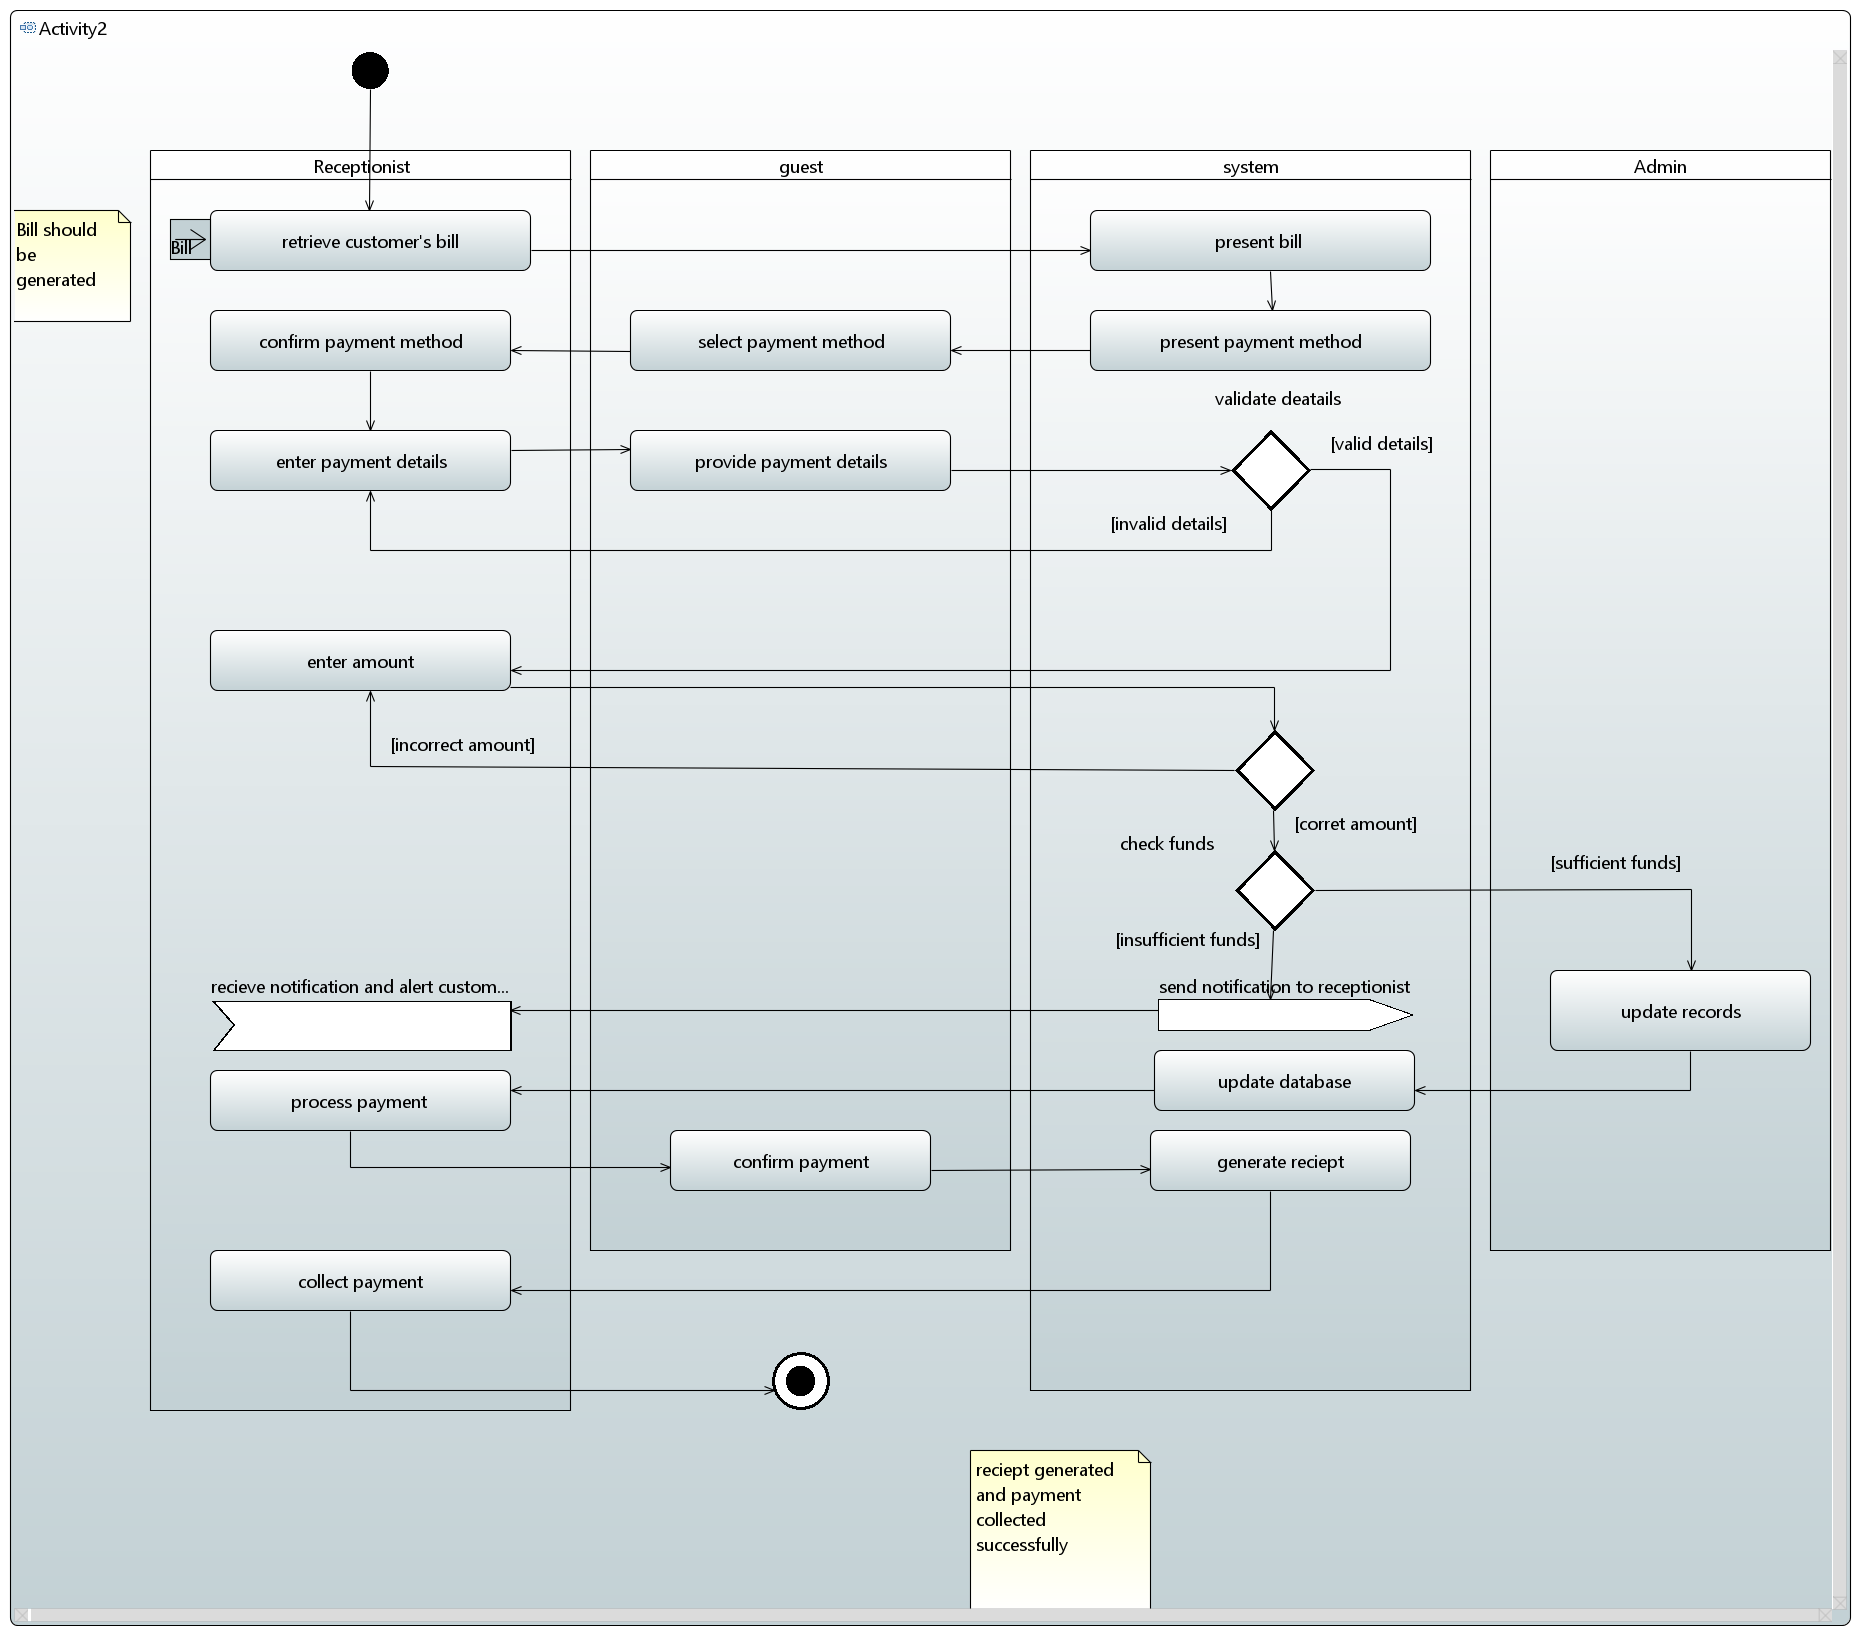 Activity2
Receptionist
guest
system
Admin
Bill should
be
generated
Bill
retrieve customer's bill
present bill
confirm payment method
select payment method
present payment method
validate deatails
[valid details]
enter payment details
provide payment details
[invalid details]
enter amount
[incorrect amount]
[corret amount]
check funds
[sufficient funds]
[insufficient funds]
recieve notification and alert custom...
send notification to receptionist
update records
update database
process payment
confirm payment
generate reciept
collect payment
reciept generated
and payment
collected
successfully